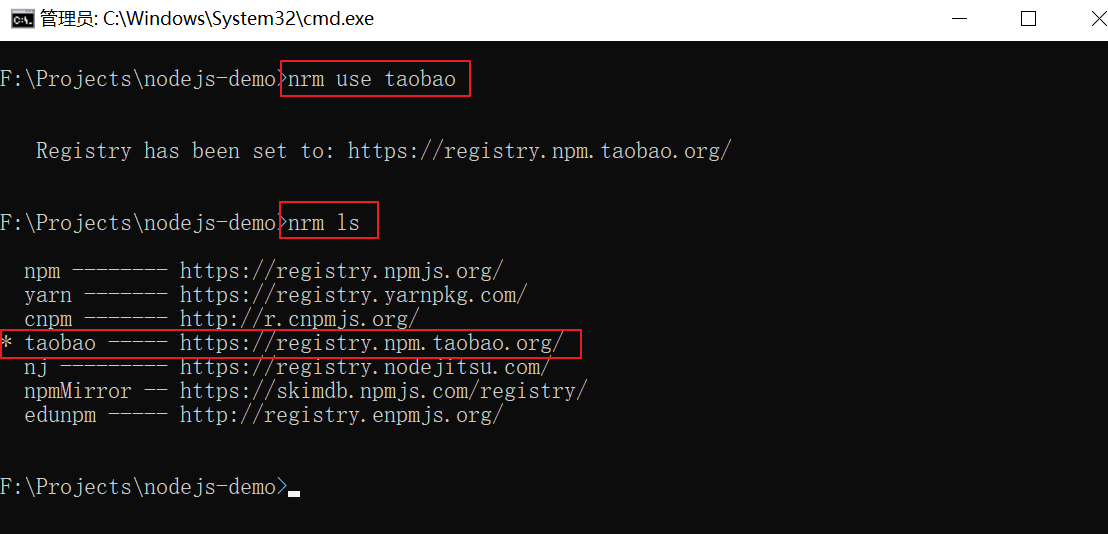 管理员: C:\Windows\System32\cmd.exe
F:\Projects\nodejs-demo>nrm use taobao
Registry has been set to: https://registry.npm.taobao.org/
F:\Projects\nodejs-demo>nrm ls
npm -------- https://registry.npmjs.org/
yarn ------- https://registry.yarnpkg.com/
cnpm ------- http://r.cnpmjs.org/
* taobao ----- https://registry.npm.taobao.org/
nj --------- https://registry.nodejitsu.com/
npmMirror -- https://skimdb.npmjs.com/registry/
edunpm ----- http://registry.enpmjs.org/
F:\Projects\nodejs-demo>